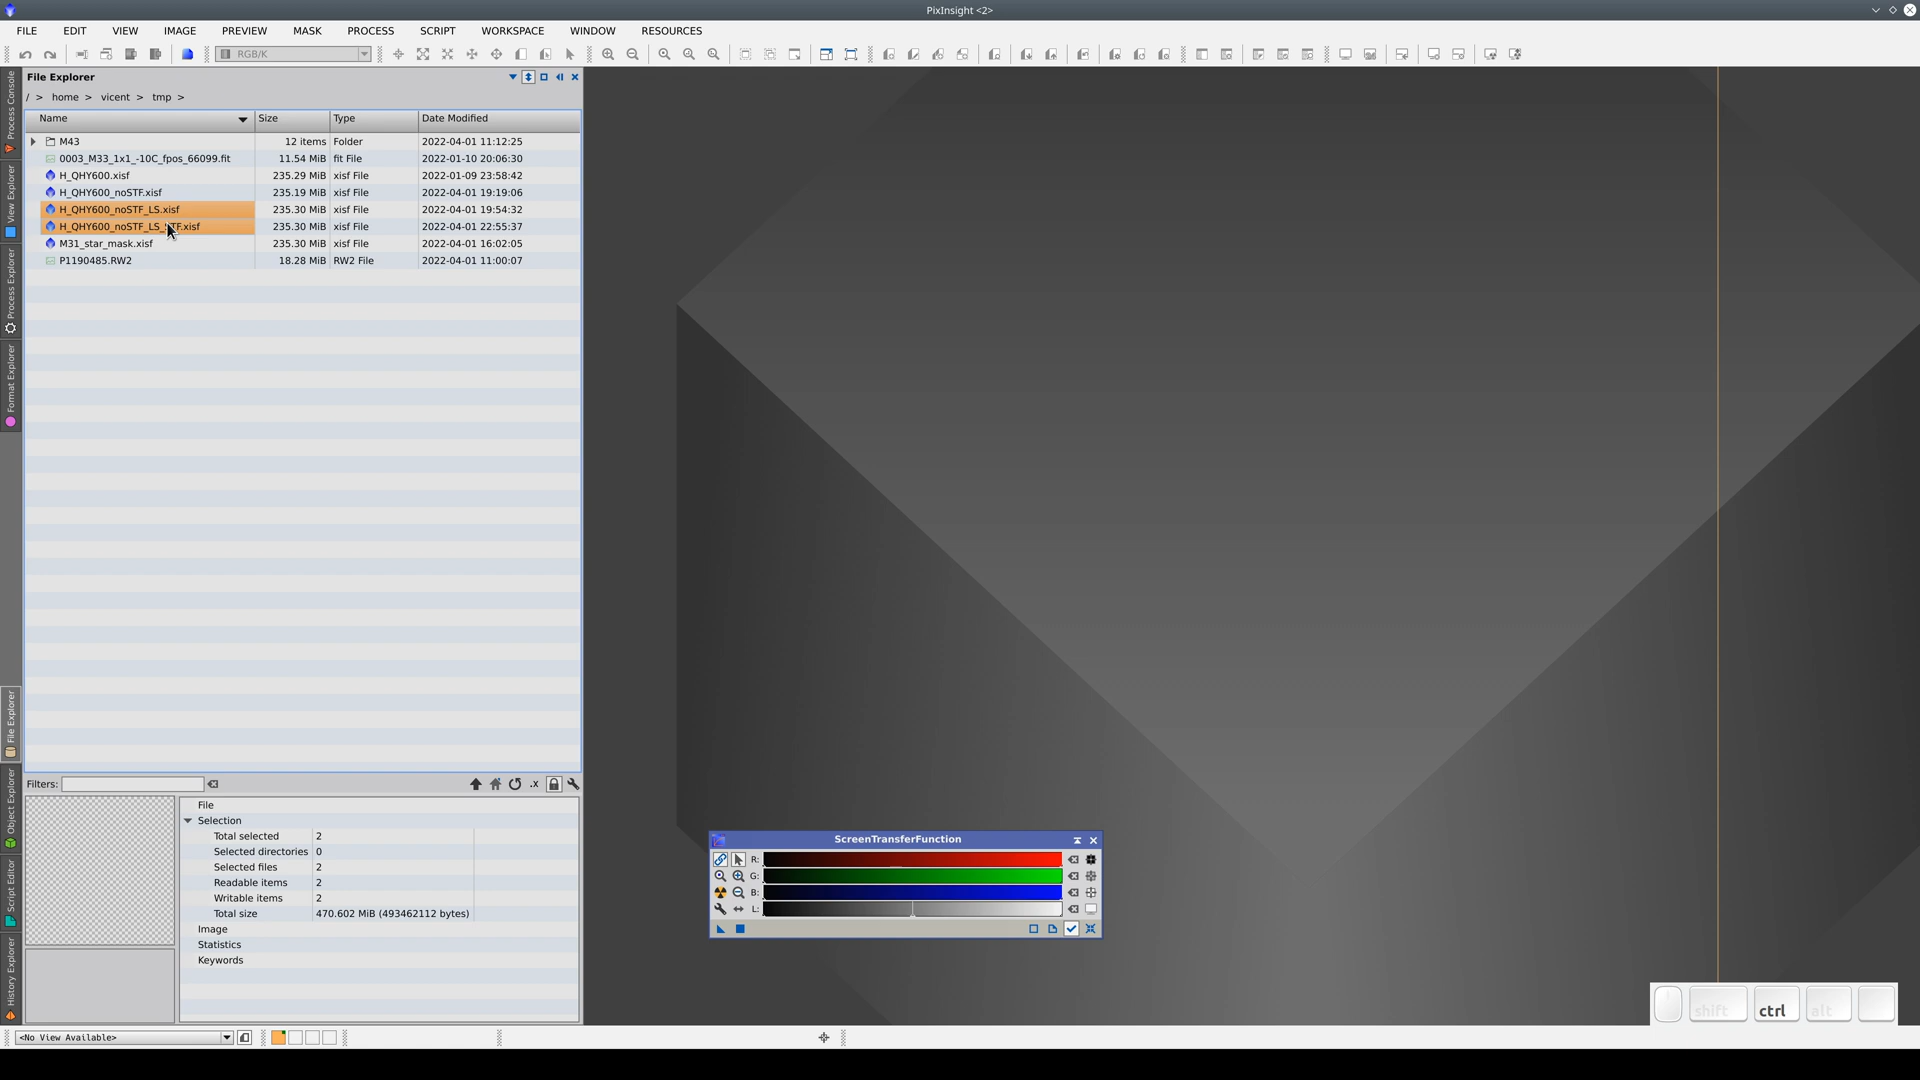 PixInsight <2>
FILE EDIT VIEW IMAGE PREVIEW MASK PROCESS SCRIPT WORKSPACE WINDOW RESOURCES
RGB/K
Process Console
View Explorer
Process Explorer
Format Explorer
File Explorer
Object Explorer
Script Editor
History Explorer
File Explorer
/ > home > vicent > tmp >
Name Size Type Date Modified
M43 12 items Folder 2022-04-01 11:12:25
0003_M33_1x1_-10C_fpos_66099.fit 11.54 MiB fit File 2022-01-10 20:06:30
H_QHY600.xisf 235.29 MiB xisf File 2022-01-09 23:58:42
H_QHY600_noSTF.xisf 235.19 MiB xisf File 2022-04-01 19:19:06
H_QHY600_noSTF_LS.xisf 235.30 MiB xisf File 2022-04-01 19:54:32
235.30 MiB xisf File 2022-04-01 22:55:37
M31_star_mask.xisf 235.30 MiB xisf File 2022-04-01 16:02:05
P1190485.RW2 18.28 MiB RW2 File 2022-04-01 11:00:07
Filters: .x
File
Selection
Total selected 2
Selected directories 0
Selected files 2
Readable items 2
Writable items 2
Total size 470.602 MiB (493462112 bytes)
Image
Statistics
Keywords
ScreenTransferFunction
R:
G:
B:
L:
shift ctrl alt
<No View Available>